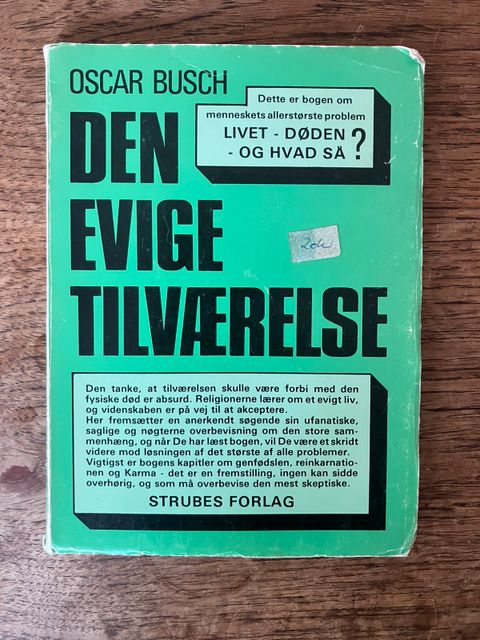 OSCAR BUSCH
Dette er bogen om
menneskets allerstørste problem
LIVET - DØDEN
- OG HVAD SÅ ?
DEN
EVIGE
TILVÆRELSE
Den tanke, at tilværelsen skulle være forbi med den
fysiske død er absurd. Religionerne lærer om et evigt liv,
og videnskaben er på vej til at acceptere.
Her fremsætter en anerkendt søgende sin ufanatiske,
saglige og nøgterne overbevisning om den store sam-
menhæng, og når De har læst bogen, vil De være et skridt
videre mod løsningen af det største af alle problemer.
Vigtigst er bogens kapitler om genfødslen, reinkarnatio-
nen og Karma - det er en fremstilling, ingen kan sidde
overhørig, og som må overbevise den mest skeptiske.
STRUBES FORLAG